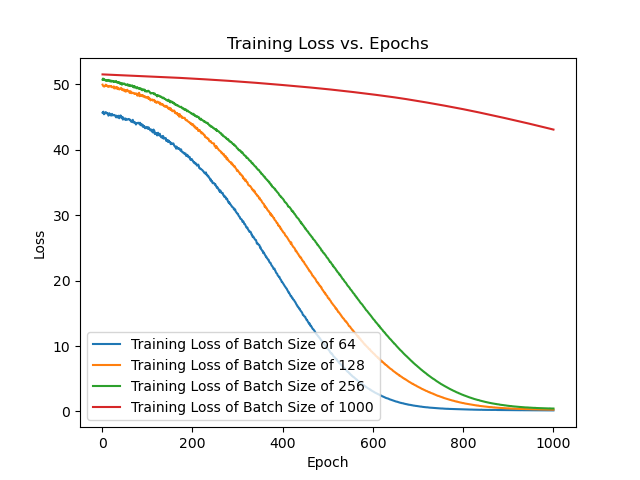 Training Loss vs. Epochs
Loss
50
40
30
20
10
0
Training Loss of Batch Size of 64
Training Loss of Batch Size of 128
Training Loss of Batch Size of 256
Training Loss of Batch Size of 1000
0 200 400 600 800 1000
Epoch